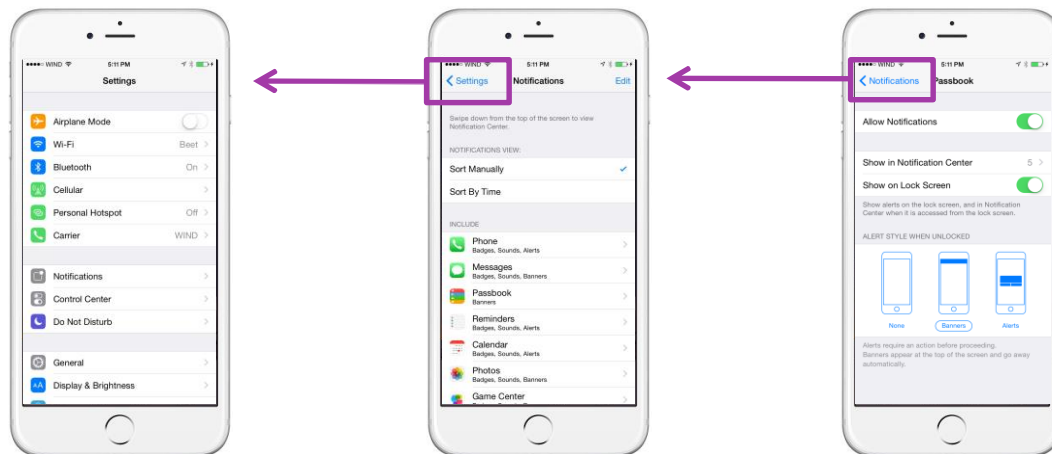 WIND 5:11 PM
Settings
Airplane Mode
Wi-Fi Beet
Bluetooth On
Cellular
Personal Hotspot Off
Carrier WIND
Notifications
Control Center
Do Not Disturb
General
AA Display & Brightness
WIND 5:11 PM
Settings Notifications Edit
Swipe down from the top of the screen to view
Notification Center.
NOTIFICATIONS VIEW:
Sort Manually
Sort By Time
INCLUDE
Phone
Badges, Sounds, Alerts
Messages
Badges, Sounds, Banners
Passbook
Banners
Reminders
Badges, Sounds, Alerts
Calendar
Badges, Sounds, Alerts
Photos
Badges, Sounds, Banners
Game Center
WIND 5:11 PM
Notifications Passbook
Allow Notifications
Show in Notification Center 5
Show on Lock Screen
Show alerts on the lock screen, and in Notification
Center when it is accessed from the lock screen.
ALERT STYLE WHEN UNLOCKED
None Banners Alerts
Alerts require an action before proceeding.
Banners appear at the top of the screen and go away
automatically.